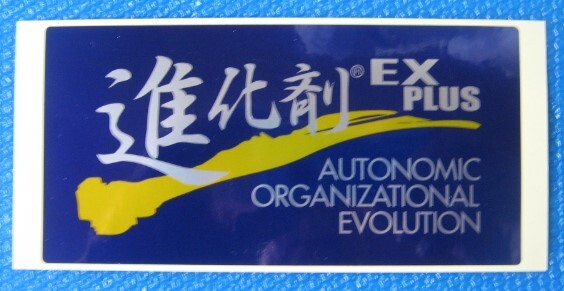 進化剤® EX
PLUS
AUTONOMIC
ORGANIZATIONAL
EVOLUTION